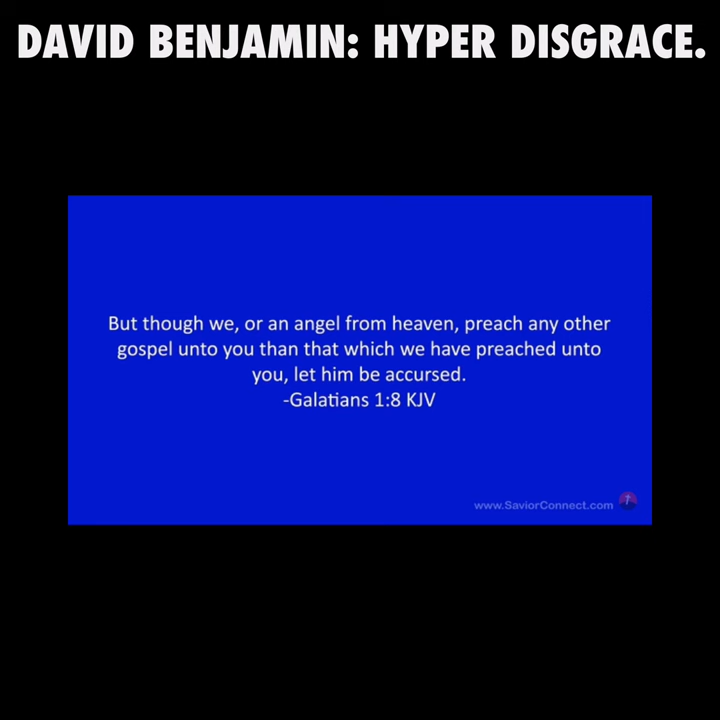 DAVID BENJAMIN: HYPER DISGRACE.
But though we, or an angel from heaven, preach any other
gospel unto you than that which we have preached unto
you, let him be accursed.
-Galatians 1:8 KJV
www.SaviorConnect.com